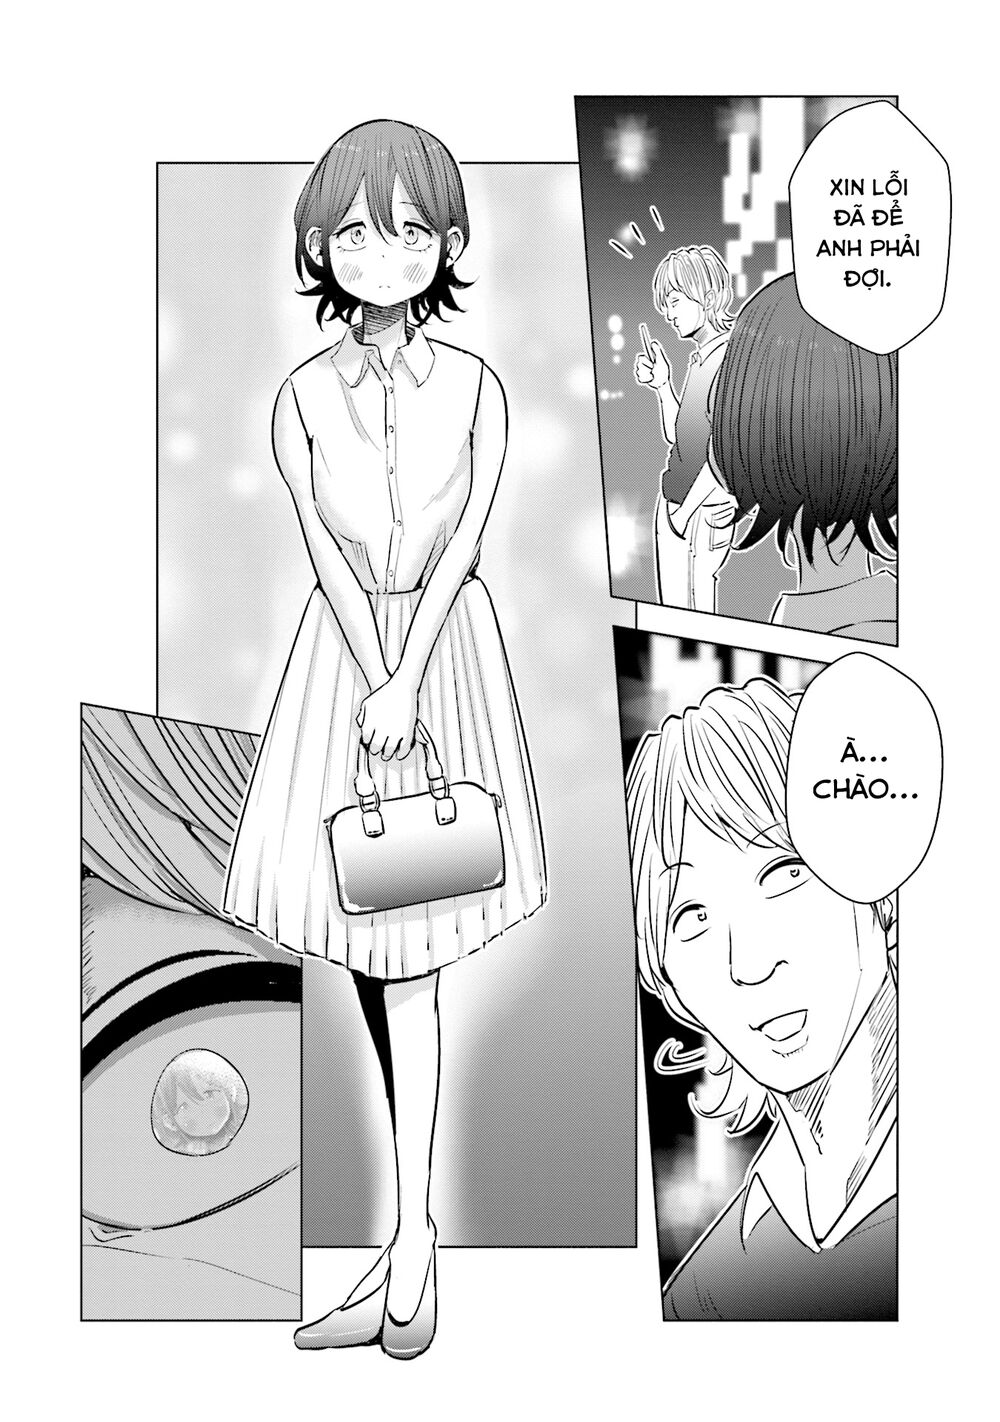 XIN LỖI
ĐÃ ĐỂ
ANH PHẢI
ĐỢI.
À...
CHÀO...